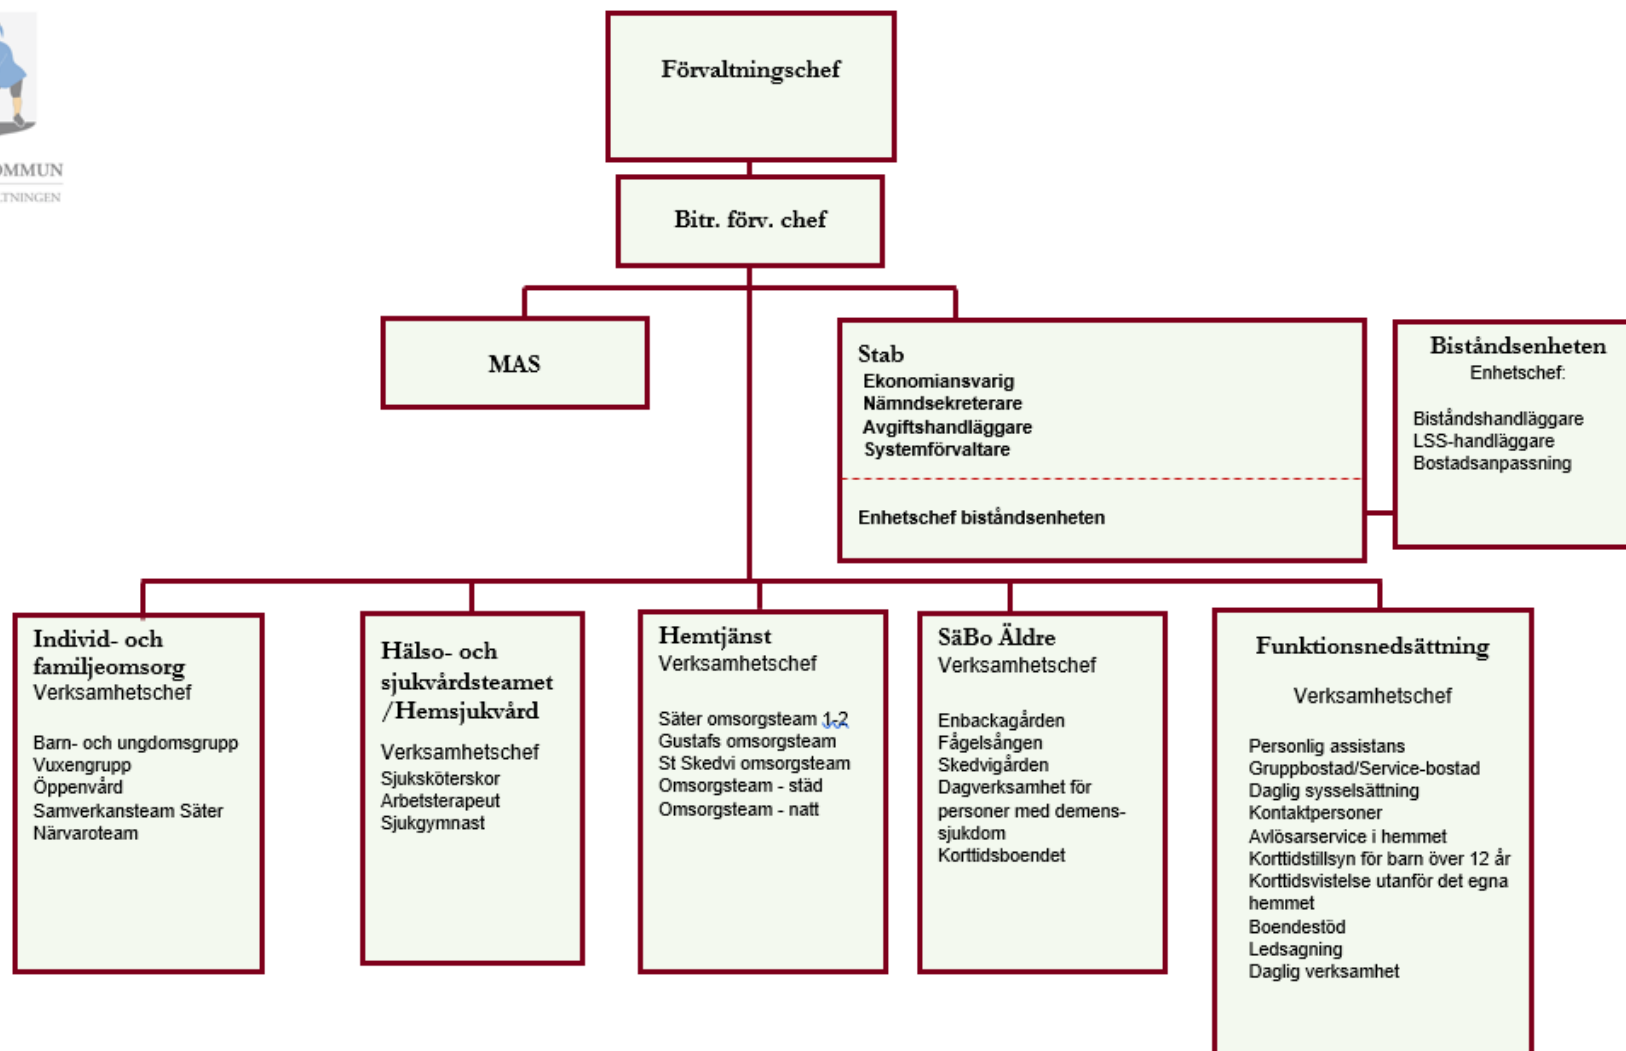 OMMUN
LTNINGEN
Förvaltningschef
Bitr. förv. chef
MAS
Stab
Ekonomiansvarig
Nämndsekreterare
Avgiftshandläggare
Systemförvaltare
Enhetschef biståndsenheten
Biståndsenheten
Enhetschef:
Biståndshandläggare
LSS-handläggare
Bostadsanpassning
Individ- och
familjeomsorg
Verksamhetschef
Barn- och ungdomsgrupp
Vuxengrupp
Öppenvård
Samverkansteam Säter
Närvaroteam
Hälso- och
sjukvårdsteamet
/Hemsjukvård
Verksamhetschef
Sjuksköterskor
Arbetsterapeut
Sjukgymnast
Hemtjänst
Verksamhetschef
Säter omsorgsteam 1-2
Gustafs omsorgsteam
St Skedvi omsorgsteam
Omsorgsteam - städ
Omsorgsteam - natt
SäBo Äldre
Verksamhetschef
Enbackagården
Fågelsången
Skedvigården
Dagverksamhet för
personer med demens-
sjukdom
Korttidsboendet
Funktionsnedsättning
Verksamhetschef
Personlig assistans
Gruppbostad/Service-bostad
Daglig sysselsättning
Kontaktpersoner
Avlösarservice i hemmet
Korttidstillsyn för barn över 12 år
Korttidsvistelse utanför det egna
hemmet
Boendestöd
Ledsagning
Daglig verksamhet